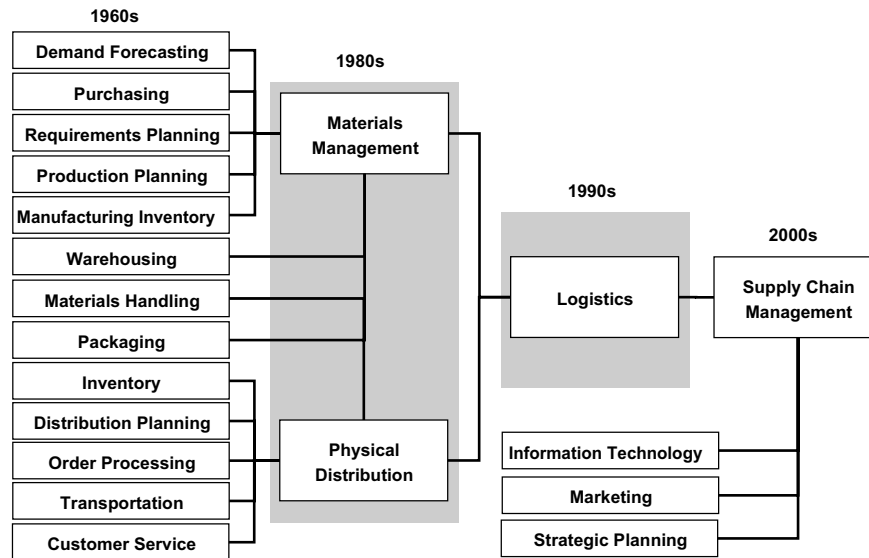 1960s
Demand Forecasting
Purchasing
Requirements Planning
Production Planning
Manufacturing Inventory
Warehousing
Materials Handling
Packaging
Inventory
Distribution Planning
Order Processing
Transportation
Customer Service
1980s
Materials
Management
Physical
Distribution
1990s
Logistics
2000s
Supply Chain
Management
Information Technology
Marketing
Strategic Planning